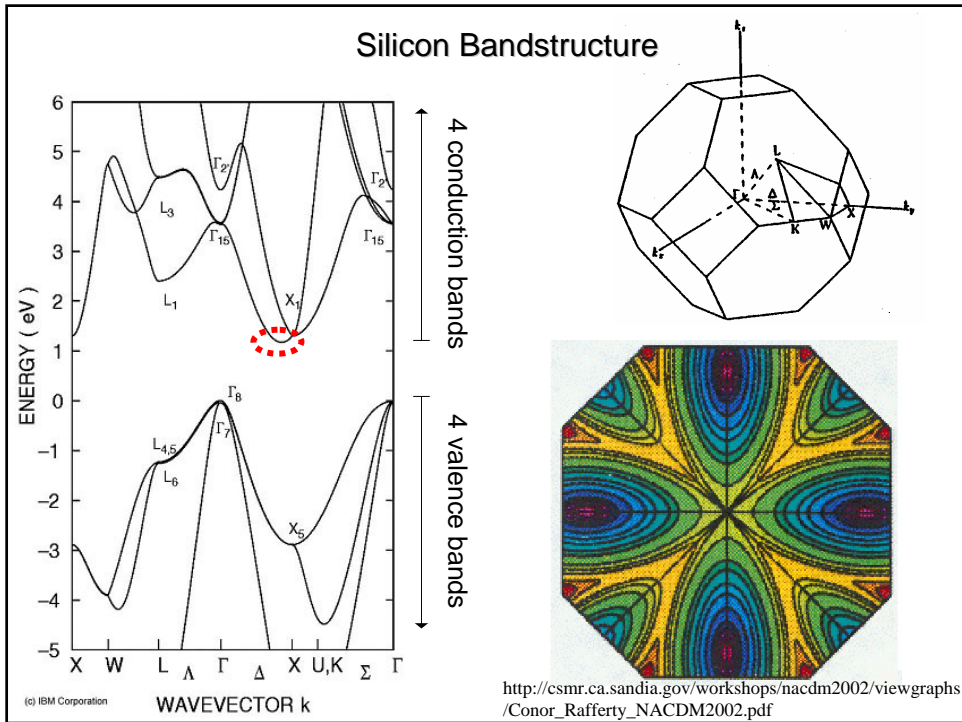 Silicon Bandstructure
6
5
4
3
2
1
0
−1
−2
−3
−4
−5
ENERGY ( eV )
Γ2'
L3
Γ15
L1
X1
Γ2'
Γ15
Γ8
Γ7
L4,5
L6
X5
X W L Λ Γ Δ X U,K Σ Γ
WAVEVECTOR k
(c) IBM Corporation
4 conduction bands
4 valence bands
L
Λ
Γ
Δ
Σ
K
W
X
ky
http://csmr.ca.sandia.gov/workshops/nacdm2002/viewgraphs
/Conor_Rafferty_NACDM2002.pdf